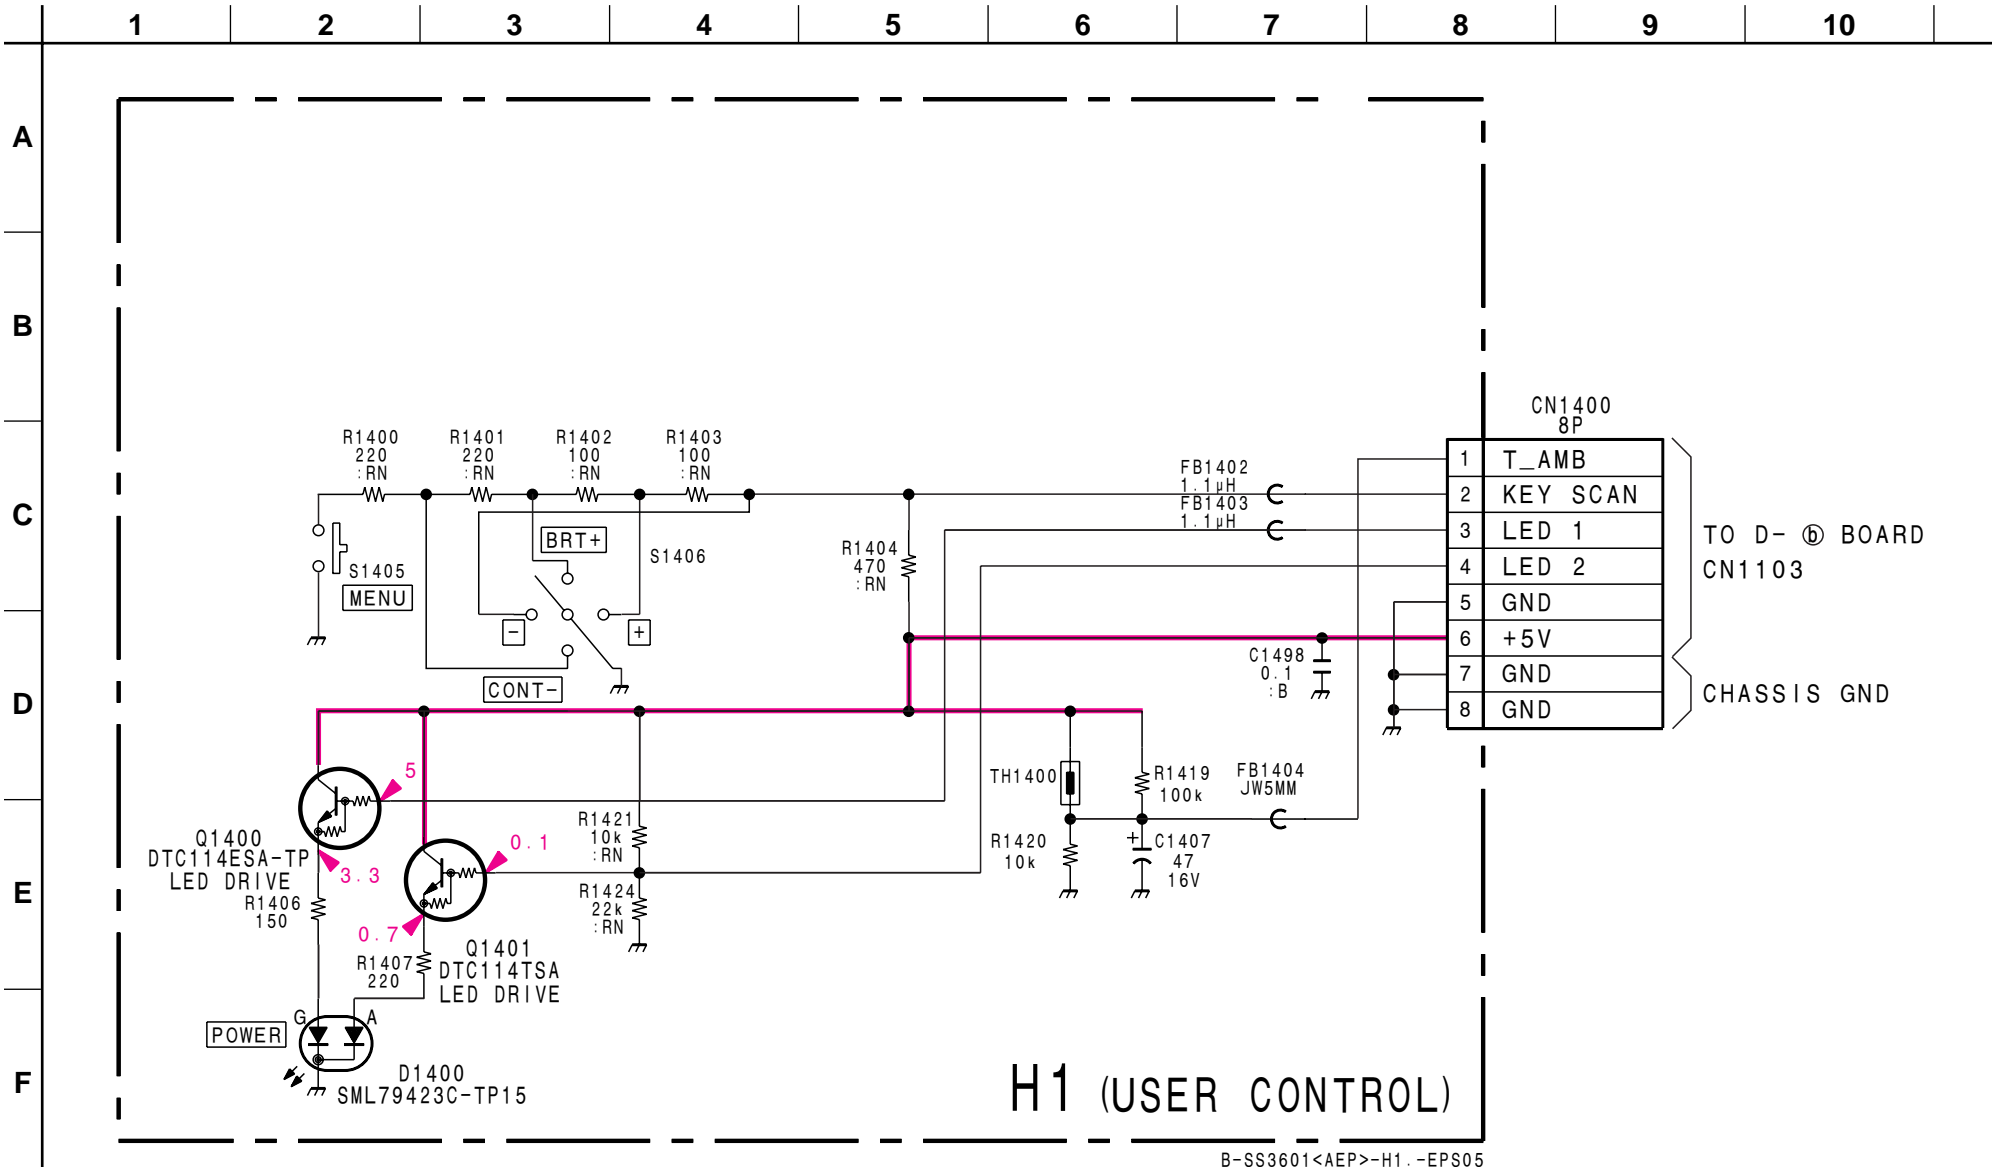 1 2 3 4 5 6 7 8 9 10
A
B
C
D
E
F
CN1400
8P
1 T_AMB
2 KEY SCAN
3 LED 1
4 LED 2
5 GND
6 +5V
7 GND
8 GND
TO D- ⓑ BOARD
CN1103
CHASSIS GND
R1400
220
:RN
R1401
220
:RN
R1402
100
:RN
R1403
100
:RN
FB1402
1.1µH
FB1403
1.1µH
S1405
MENU
BRT+
S1406
R1404
470
:RN
-
+
CONT-
C1498
0.1
:B
5
TH1400
R1419
100k
FB1404
JW5MM
Q1400
DTC114ESA-TP
LED DRIVE
3.3
0.1
R1421
10k
:RN
R1420
10k
+
C1407
47
16V
R1406
150
R1424
22k
:RN
0.7
R1407
220
Q1401
DTC114TSA
LED DRIVE
POWER
G
A
D1400
SML79423C-TP15
H1 (USER CONTROL)
B-SS3601<AEP>-H1.-EPS05